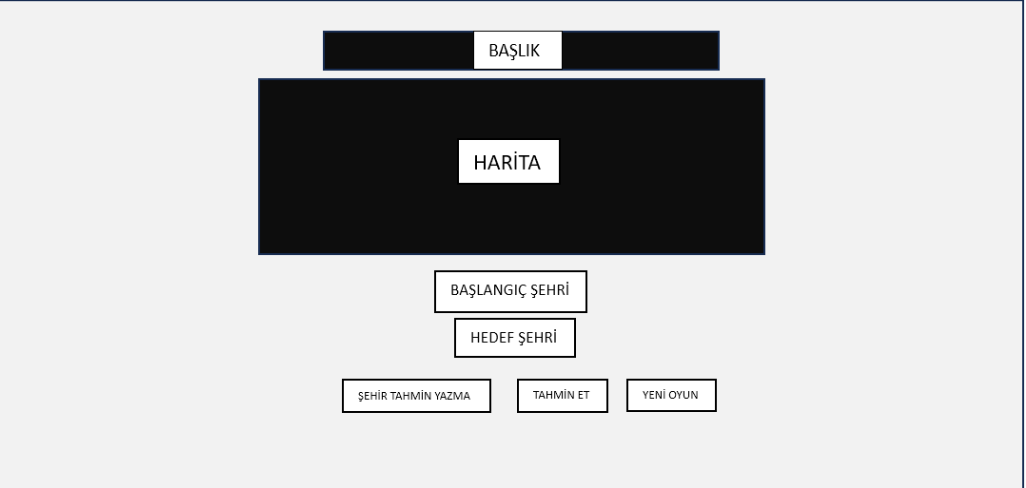 BAŞLIK
HARİTA
BAŞLANGIÇ ŞEHRİ
HEDEF ŞEHRİ
ŞEHİR TAHMİN YAZMA
TAHMİN ET
YENİ OYUN